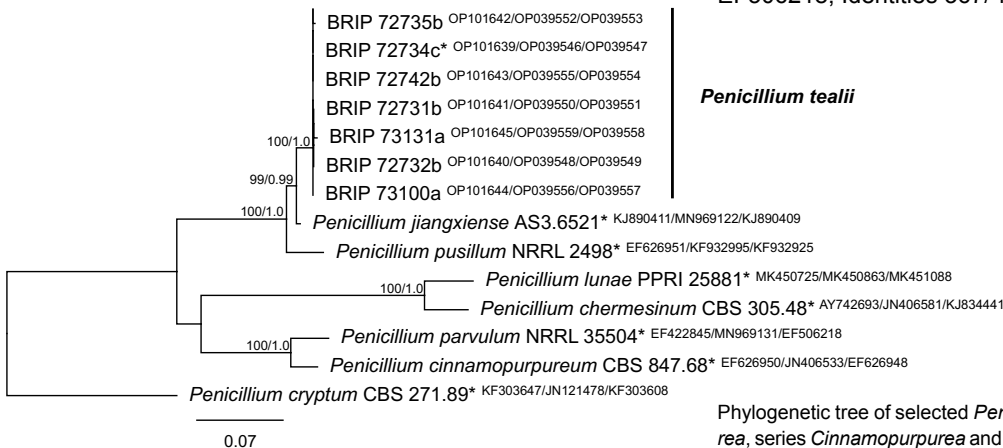 EF506218; Identities 567/
BRIP 72735b OP101642/OP039552/OP039553
BRIP 72734c* OP101639/OP039546/OP039547
BRIP 72742b OP101643/OP039555/OP039554
BRIP 72731b OP101641/OP039550/OP039551
Penicillium tealii
BRIP 73131a OP101645/OP039559/OP039558
100/1.0
BRIP 72732b OP101640/OP039548/OP039549
99/0.99
BRIP 73100a OP101644/OP039556/OP039557
100/1.0
Penicillium jiangxiense AS3.6521* KJ890411/MN969122/KJ890409
Penicillium pusillum NRRL 2498* EF626951/KF932995/KF932925
Penicillium lunae PPRI 25881* MK450725/MK450863/MK451088
100/1.0
Penicillium chermesinum CBS 305.48* AY742693/JN406581/KJ834441
Penicillium parvulum NRRL 35504* EF422845/MN969131/EF506218
100/1.0
Penicillium cinnamopurpureum CBS 847.68* EF626950/JN406533/EF626948
Penicillium cryptum CBS 271.89* KF303647/JN121478/KF303608
0.07
Phylogenetic tree of selected Pe
rea, series Cinnamopurpurea and